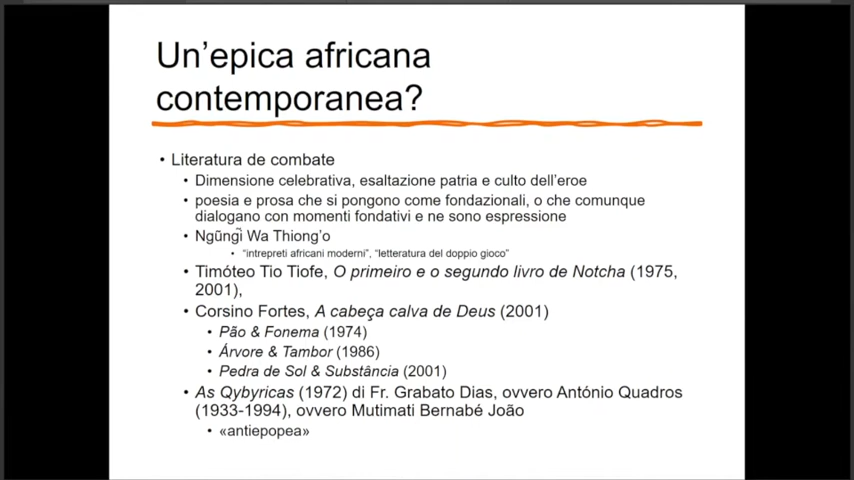 Un’epica africana
contemporanea?
• Literatura de combate
• Dimensione celebrativa, esaltazione patria e culto dell’eroe
• poesia e prosa che si pongono come fondazionali, o che comunque
dialogano con momenti fondativi e ne sono espressione
• Ngũngĩ Wa Thiong’o
• “intrepreti africani moderni”, “letteratura del doppio gioco”
• Timóteo Tio Tiofe, O primeiro e o segundo livro de Notcha (1975,
2001),
• Corsino Fortes, A cabeça calva de Deus (2001)
• Pão & Fonema (1974)
• Árvore & Tambor (1986)
• Pedra de Sol & Substância (2001)
• As Qybyricas (1972) di Fr. Grabato Dias, ovvero António Quadros
(1933-1994), ovvero Mutimati Bernabé João
• «antiepopea»